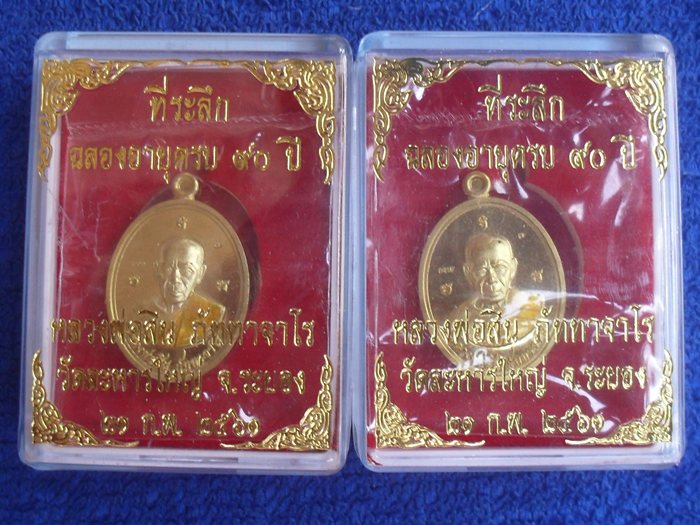 ที่ระลึก
ฉลองอายุครบ ๙๐ ปี
หลวงพ่อสิน ภัททาจาโร
วัดละหารใหญ่ จ.ระยอง
๒๑ ก.พ. ๒๕๖๑
ที่ระลึก
ฉลองอายุครบ ๙๐ ปี
หลวงพ่อสิน ภัททาจาโร
วัดละหารใหญ่ จ.ระยอง
๒๑ ก.พ. ๒๕๖๑